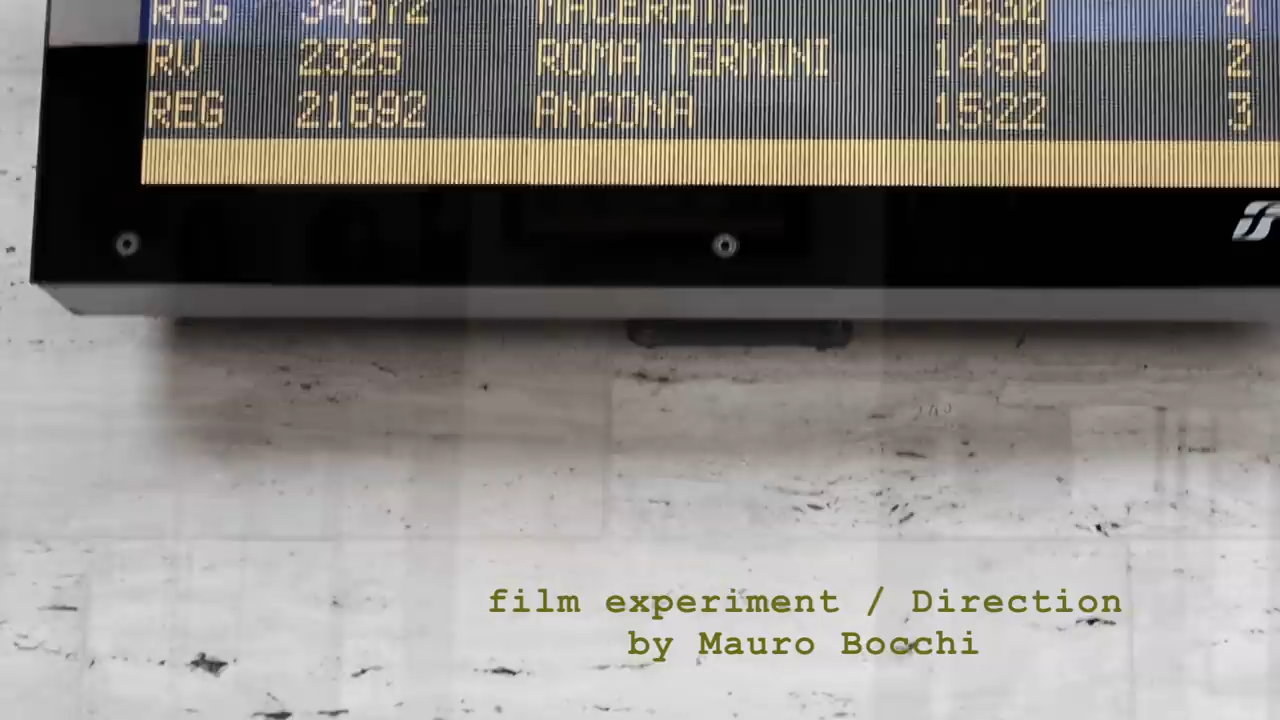 REG 34672 MACERATA 14:30 4
RV 2325 ROMA TERMINI 14:50 2
REG 21692 ANCONA 15:22 3
film experiment / Direction
by Mauro Bocchi